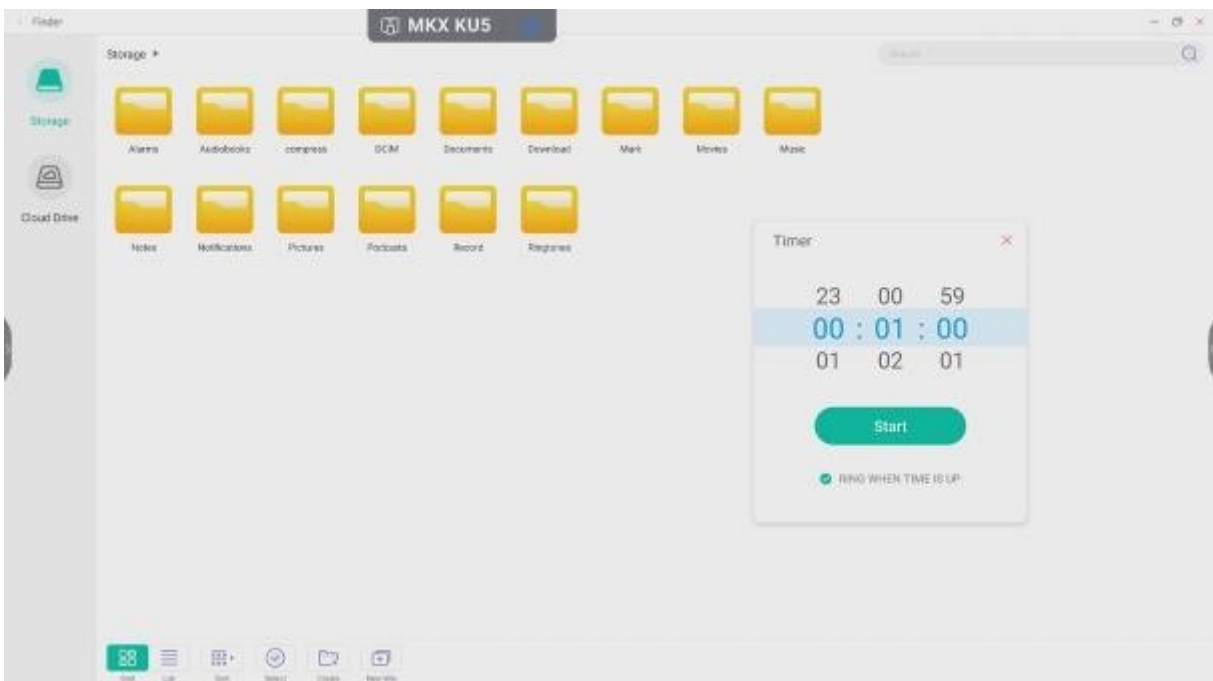 Finder
MKX KU5
Storage
Storage
Cloud Drive
Alarms Audiobooks compress DCIM Documents Download Mark Movies Music
Notes Notifications Pictures Podcasts Record Ringtones
Timer
23 00 59
00 : 01 : 00
01 02 01
Start
RING WHEN TIME IS UP